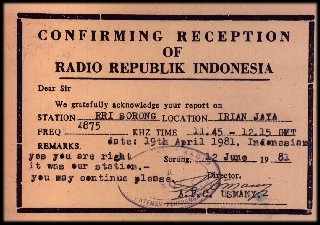 CONFIRMING RECEPTION
OF
RADIO REPUBLIK INDONESIA
Dear Sir
We gratefully acknowledge your report on
STATION RRI SORONG LOCATION IRIAN JAYA
FREQ 4875 KHZ TIME 11.45 - 12.15 GMT
REMARKS. date: 19th April 1981. Indonesian
yes you are right Sorong, 12 June 1981
it was our station.-
you may continue please. Director.
A.F.C. USMANY.